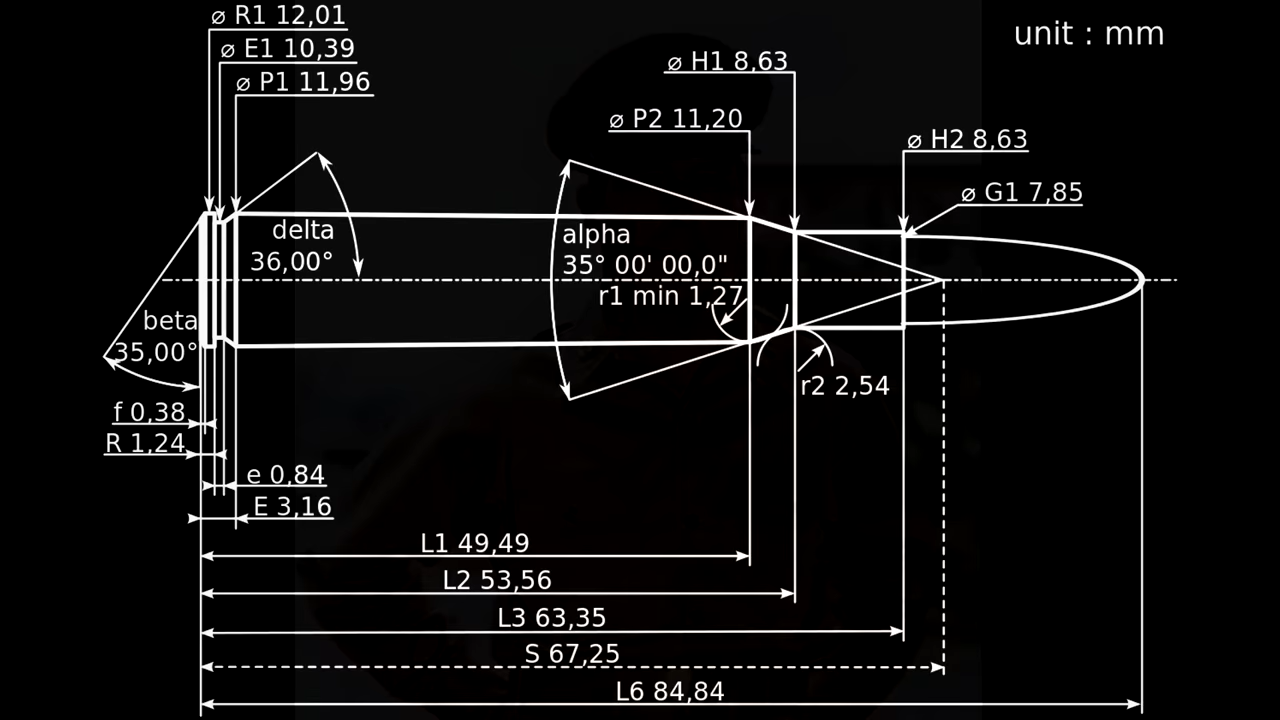 ⌀ R1 12,01
⌀ E1 10,39
⌀ P1 11,96
unit : mm
⌀ H1 8,63
⌀ P2 11,20
⌀ H2 8,63
⌀ G1 7,85
delta
36,00°
alpha
35° 00' 00,0"
r1 min 1,27
beta
35,00°
r2 2,54
f 0,38
R 1,24
e 0,84
E 3,16
L1 49,49
L2 53,56
L3 63,35
S 67,25
L6 84,84